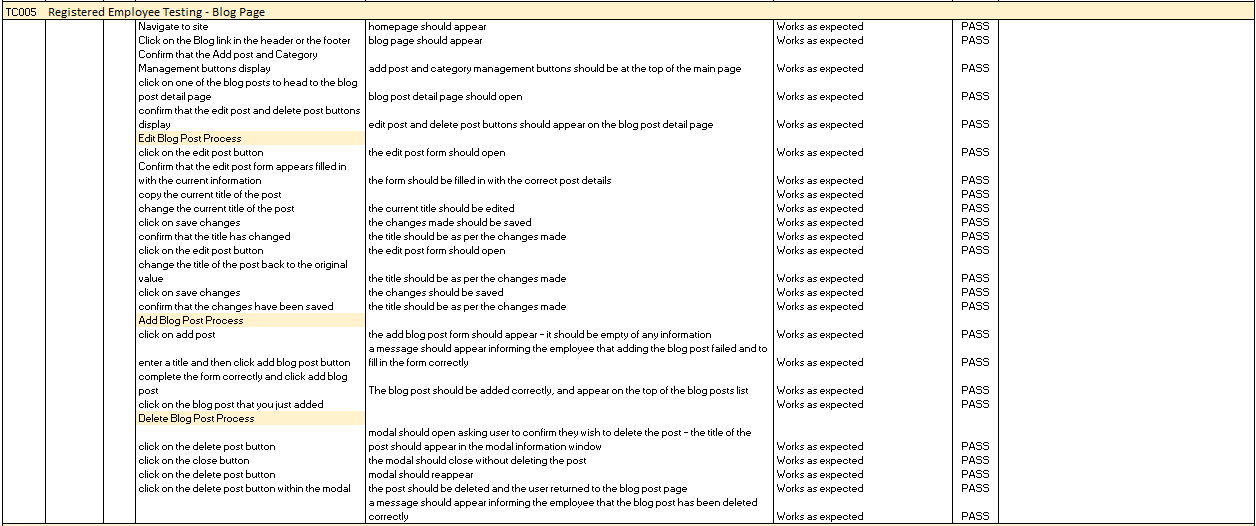 TC005 Registered Employee Testing - Blog Page
Navigate to site homepage should appear Works as expected PASS
Click on the Blog link in the header or the footer blog page should appear Works as expected PASS
Confirm that the Add post and Category
Management buttons display add post and category management buttons should be at the top of the main page Works as expected PASS
click on one of the blog posts to head to the blog
post detail page blog post detail page should open Works as expected PASS
confirm that the edit post and delete post buttons
display edit post and delete post buttons should appear on the blog post detail page Works as expected PASS
Edit Blog Post Process
click on the edit post button the edit post form should open Works as expected PASS
Confirm that the edit post form appears filled in
with the current information the form should be filled in with the correct post details Works as expected PASS
copy the current title of the post Works as expected PASS
change the current title of the post the current title should be edited Works as expected PASS
click on save changes the changes made should be saved Works as expected PASS
confirm that the title has changed the title should be as per the changes made Works as expected PASS
click on the edit post button the edit post form should open Works as expected PASS
change the title of the post back to the original
value the title should be as per the changes made Works as expected PASS
click on save changes the changes should be saved Works as expected PASS
confirm that the changes have been saved the title should be as per the changes made Works as expected PASS
Add Blog Post Process
click on add post the add blog post form should appear - it should be empty of any information Works as expected PASS
a message should appear informing the employee that adding the blog post failed and to
enter a title and then click add blog post button fill in the form correctly Works as expected PASS
complete the form correctly and click add blog
post The blog post should be added correctly, and appear on the top of the blog posts list Works as expected PASS
click on the blog post that you just added Works as expected PASS
Delete Blog Post Process
modal should open asking user to confirm they wish to delete the post - the title of the
click on the delete post button post should appear in the modal information window Works as expected PASS
click on the close button the modal should close without deleting the post Works as expected PASS
click on the delete post button modal should reappear Works as expected PASS
click on the delete post button within the modal the post should be deleted and the user returned to the blog post page Works as expected PASS
a message should appear informing the employee that the blog post has been deleted
correctly Works as expected PASS